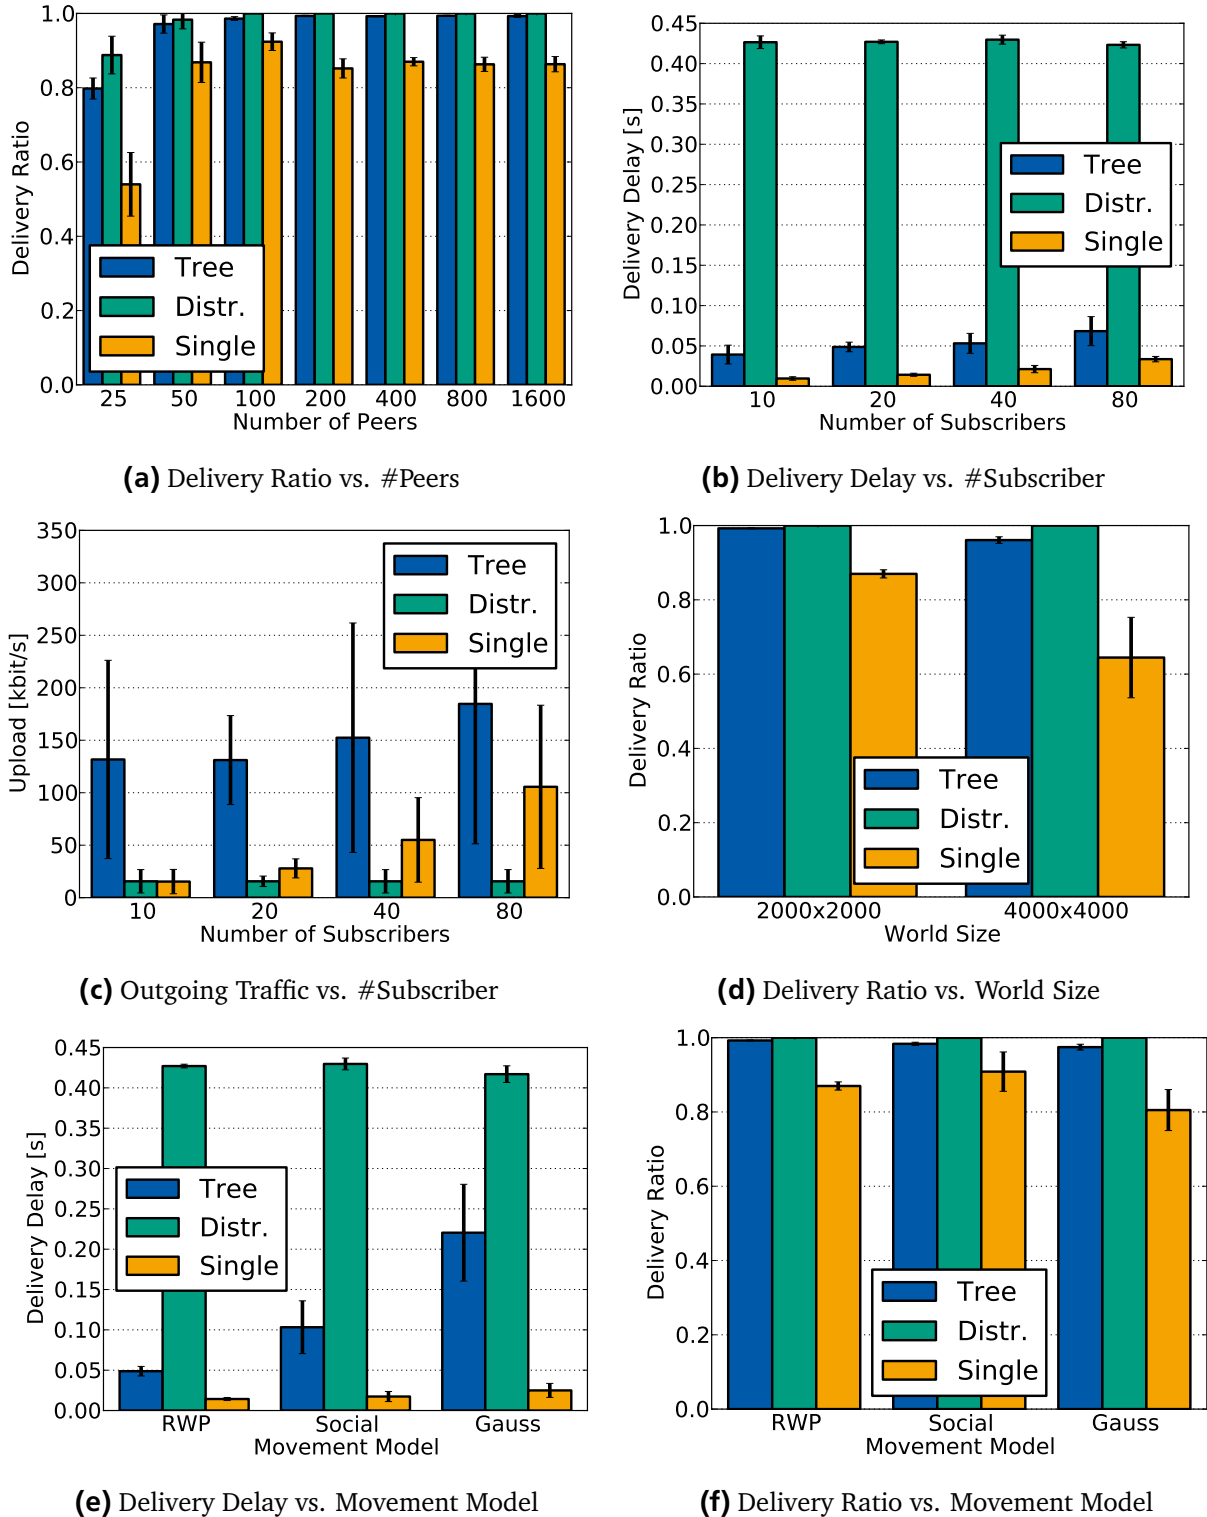 1.0
0.8
0.6
0.4
0.2
0.0
Delivery Ratio
Tree
Distr.
Single
25 50 100 200 400 800 1600
Number of Peers
(a) Delivery Ratio vs. #Peers
0.45
0.40
0.35
0.30
0.25
0.20
0.15
0.10
0.05
0.00
Delivery Delay [s]
Tree
Distr.
Single
10 20 40 80
Number of Subscribers
(b) Delivery Delay vs. #Subscriber
350
300
250
200
150
100
50
0
Upload [kbit/s]
Tree
Distr.
Single
10 20 40 80
Number of Subscribers
(c) Outgoing Traffic vs. #Subscriber
1.0
0.8
0.6
0.4
0.2
0.0
Delivery Ratio
Tree
Distr.
Single
2000x2000 4000x4000
World Size
(d) Delivery Ratio vs. World Size
0.45
0.40
0.35
0.30
0.25
0.20
0.15
0.10
0.05
0.00
Delivery Delay [s]
Tree
Distr.
Single
RWP Social Gauss
Movement Model
(e) Delivery Delay vs. Movement Model
1.0
0.8
0.6
0.4
0.2
0.0
Delivery Ratio
Tree
Distr.
Single
RWP Social Gauss
Movement Model
(f) Delivery Ratio vs. Movement Model